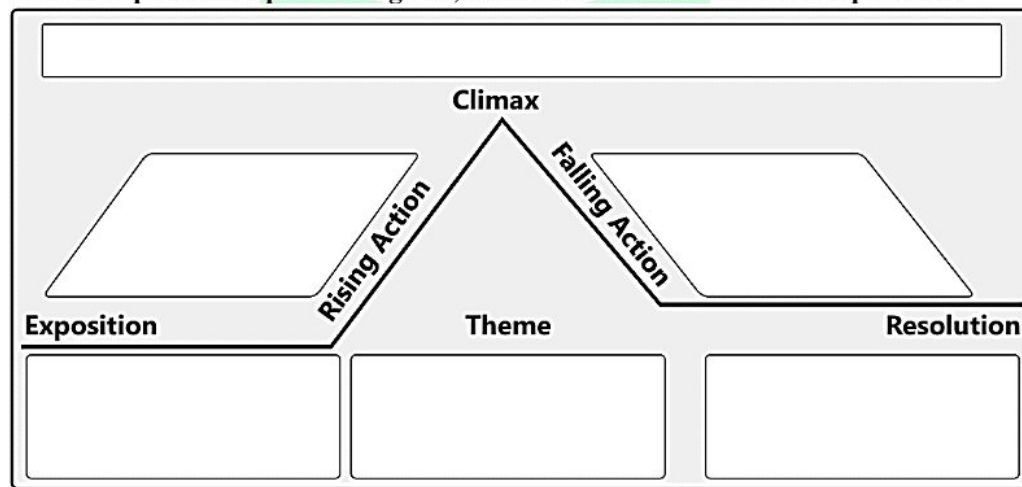 Climax
Falling Action
Rising Action
Exposition
Theme
Resolution